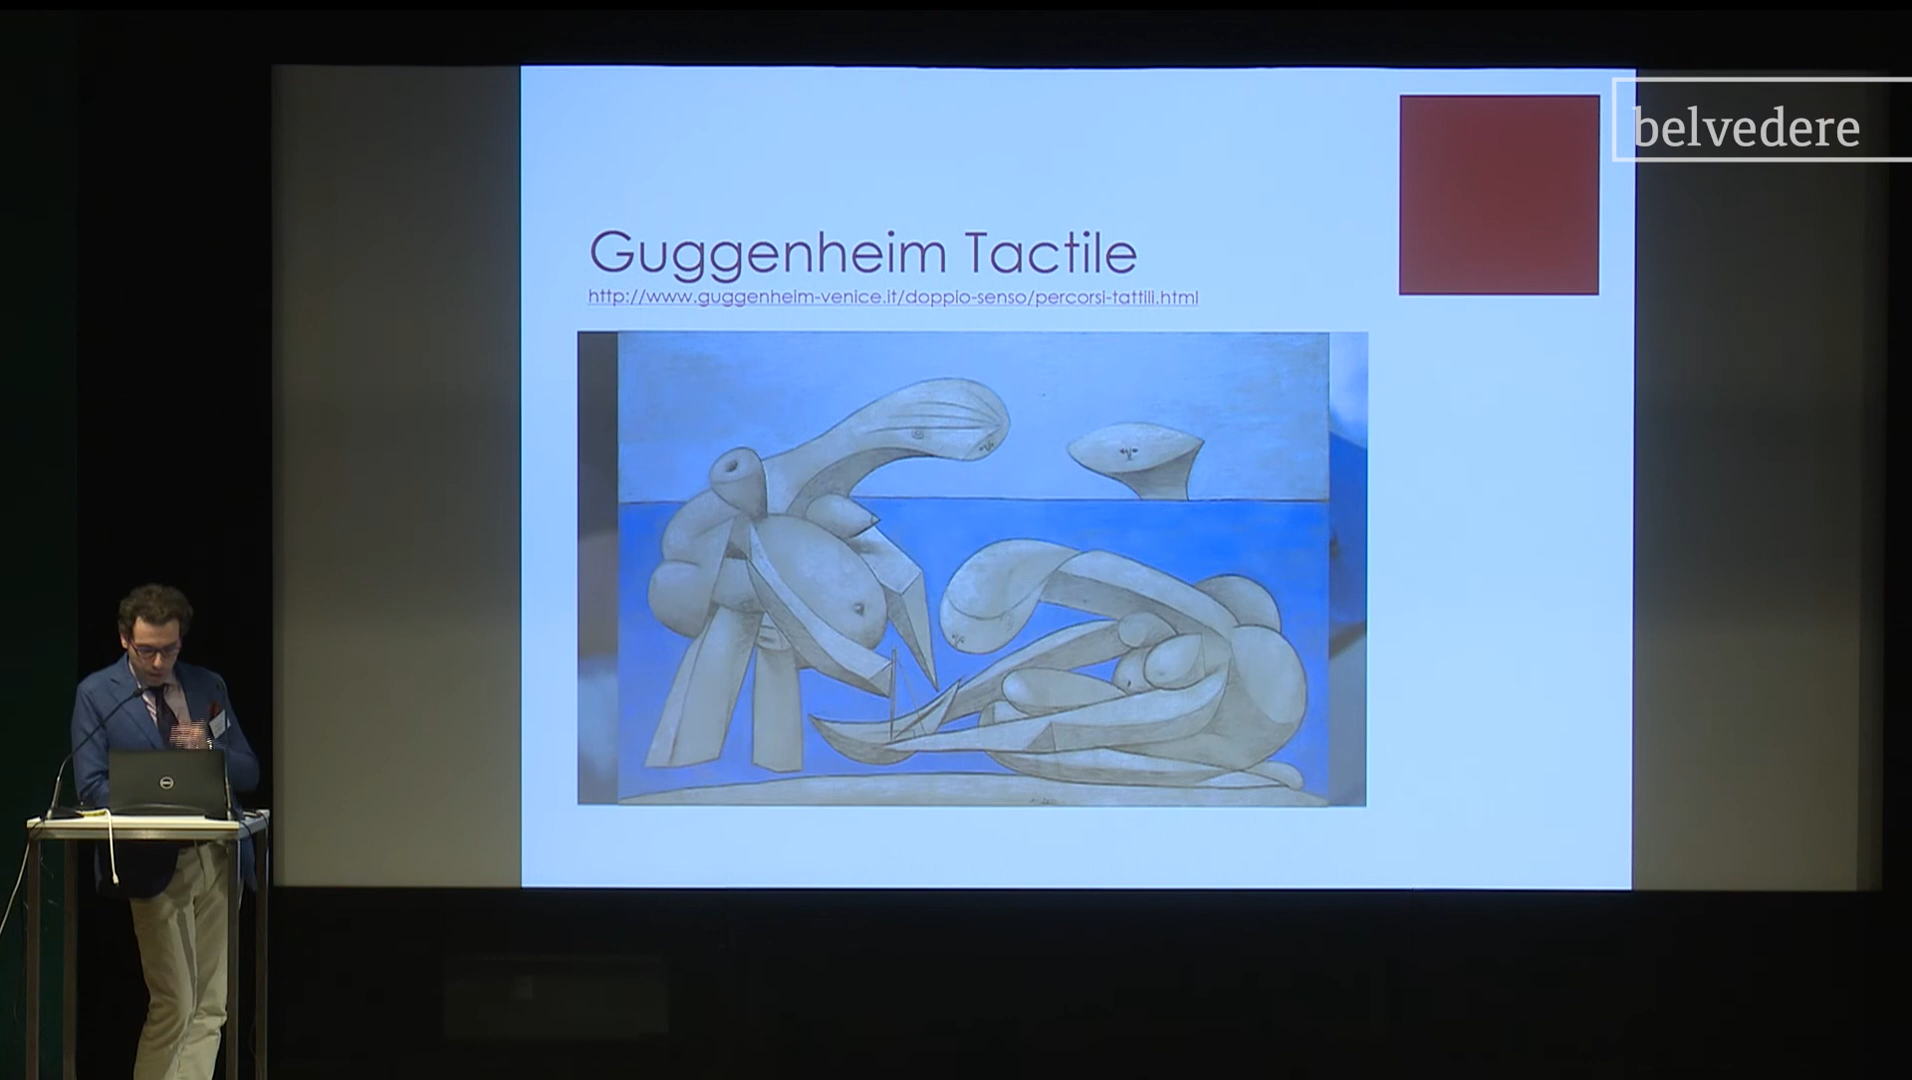 belvedere
Guggenheim Tactile
http://www.guggenheim-venice.it/doppio-senso/percorsi-tattili.html